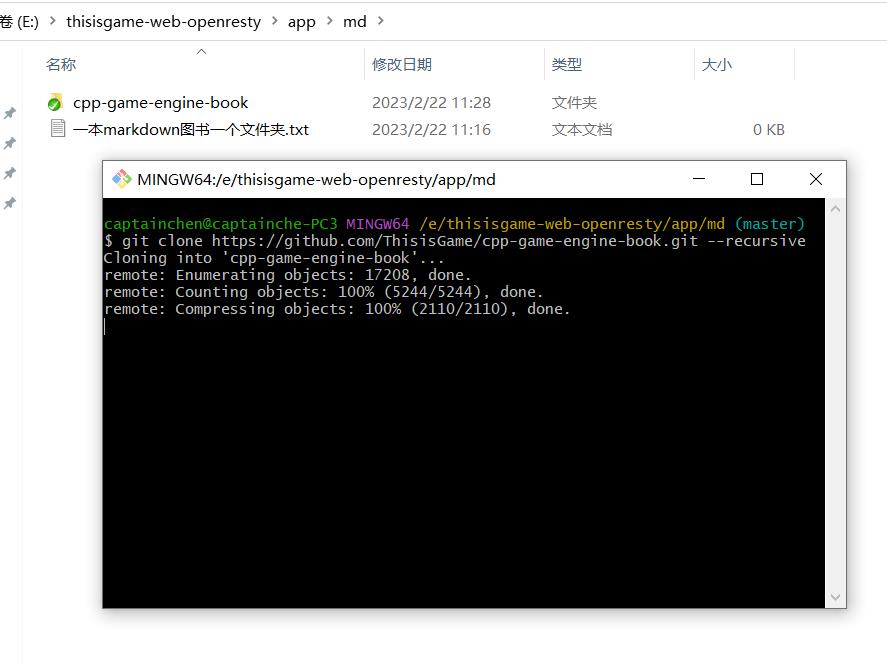 卷 (E:) > thisisgame-web-openresty > app > md >
名称 修改日期 类型 大小
cpp-game-engine-book 2023/2/22 11:28 文件夹
一本markdown图书一个文件夹.txt 2023/2/22 11:16 文本文档 0 KB
MINGW64:/e/thisisgame-web-openresty/app/md
captainchen@captainche-PC3 MINGW64 /e/thisisgame-web-openresty/app/md (master)
$ git clone https://github.com/ThisisGame/cpp-game-engine-book.git --recursive
Cloning into 'cpp-game-engine-book'...
remote: Enumerating objects: 17208, done.
remote: Counting objects: 100% (5244/5244), done.
remote: Compressing objects: 100% (2110/2110), done.